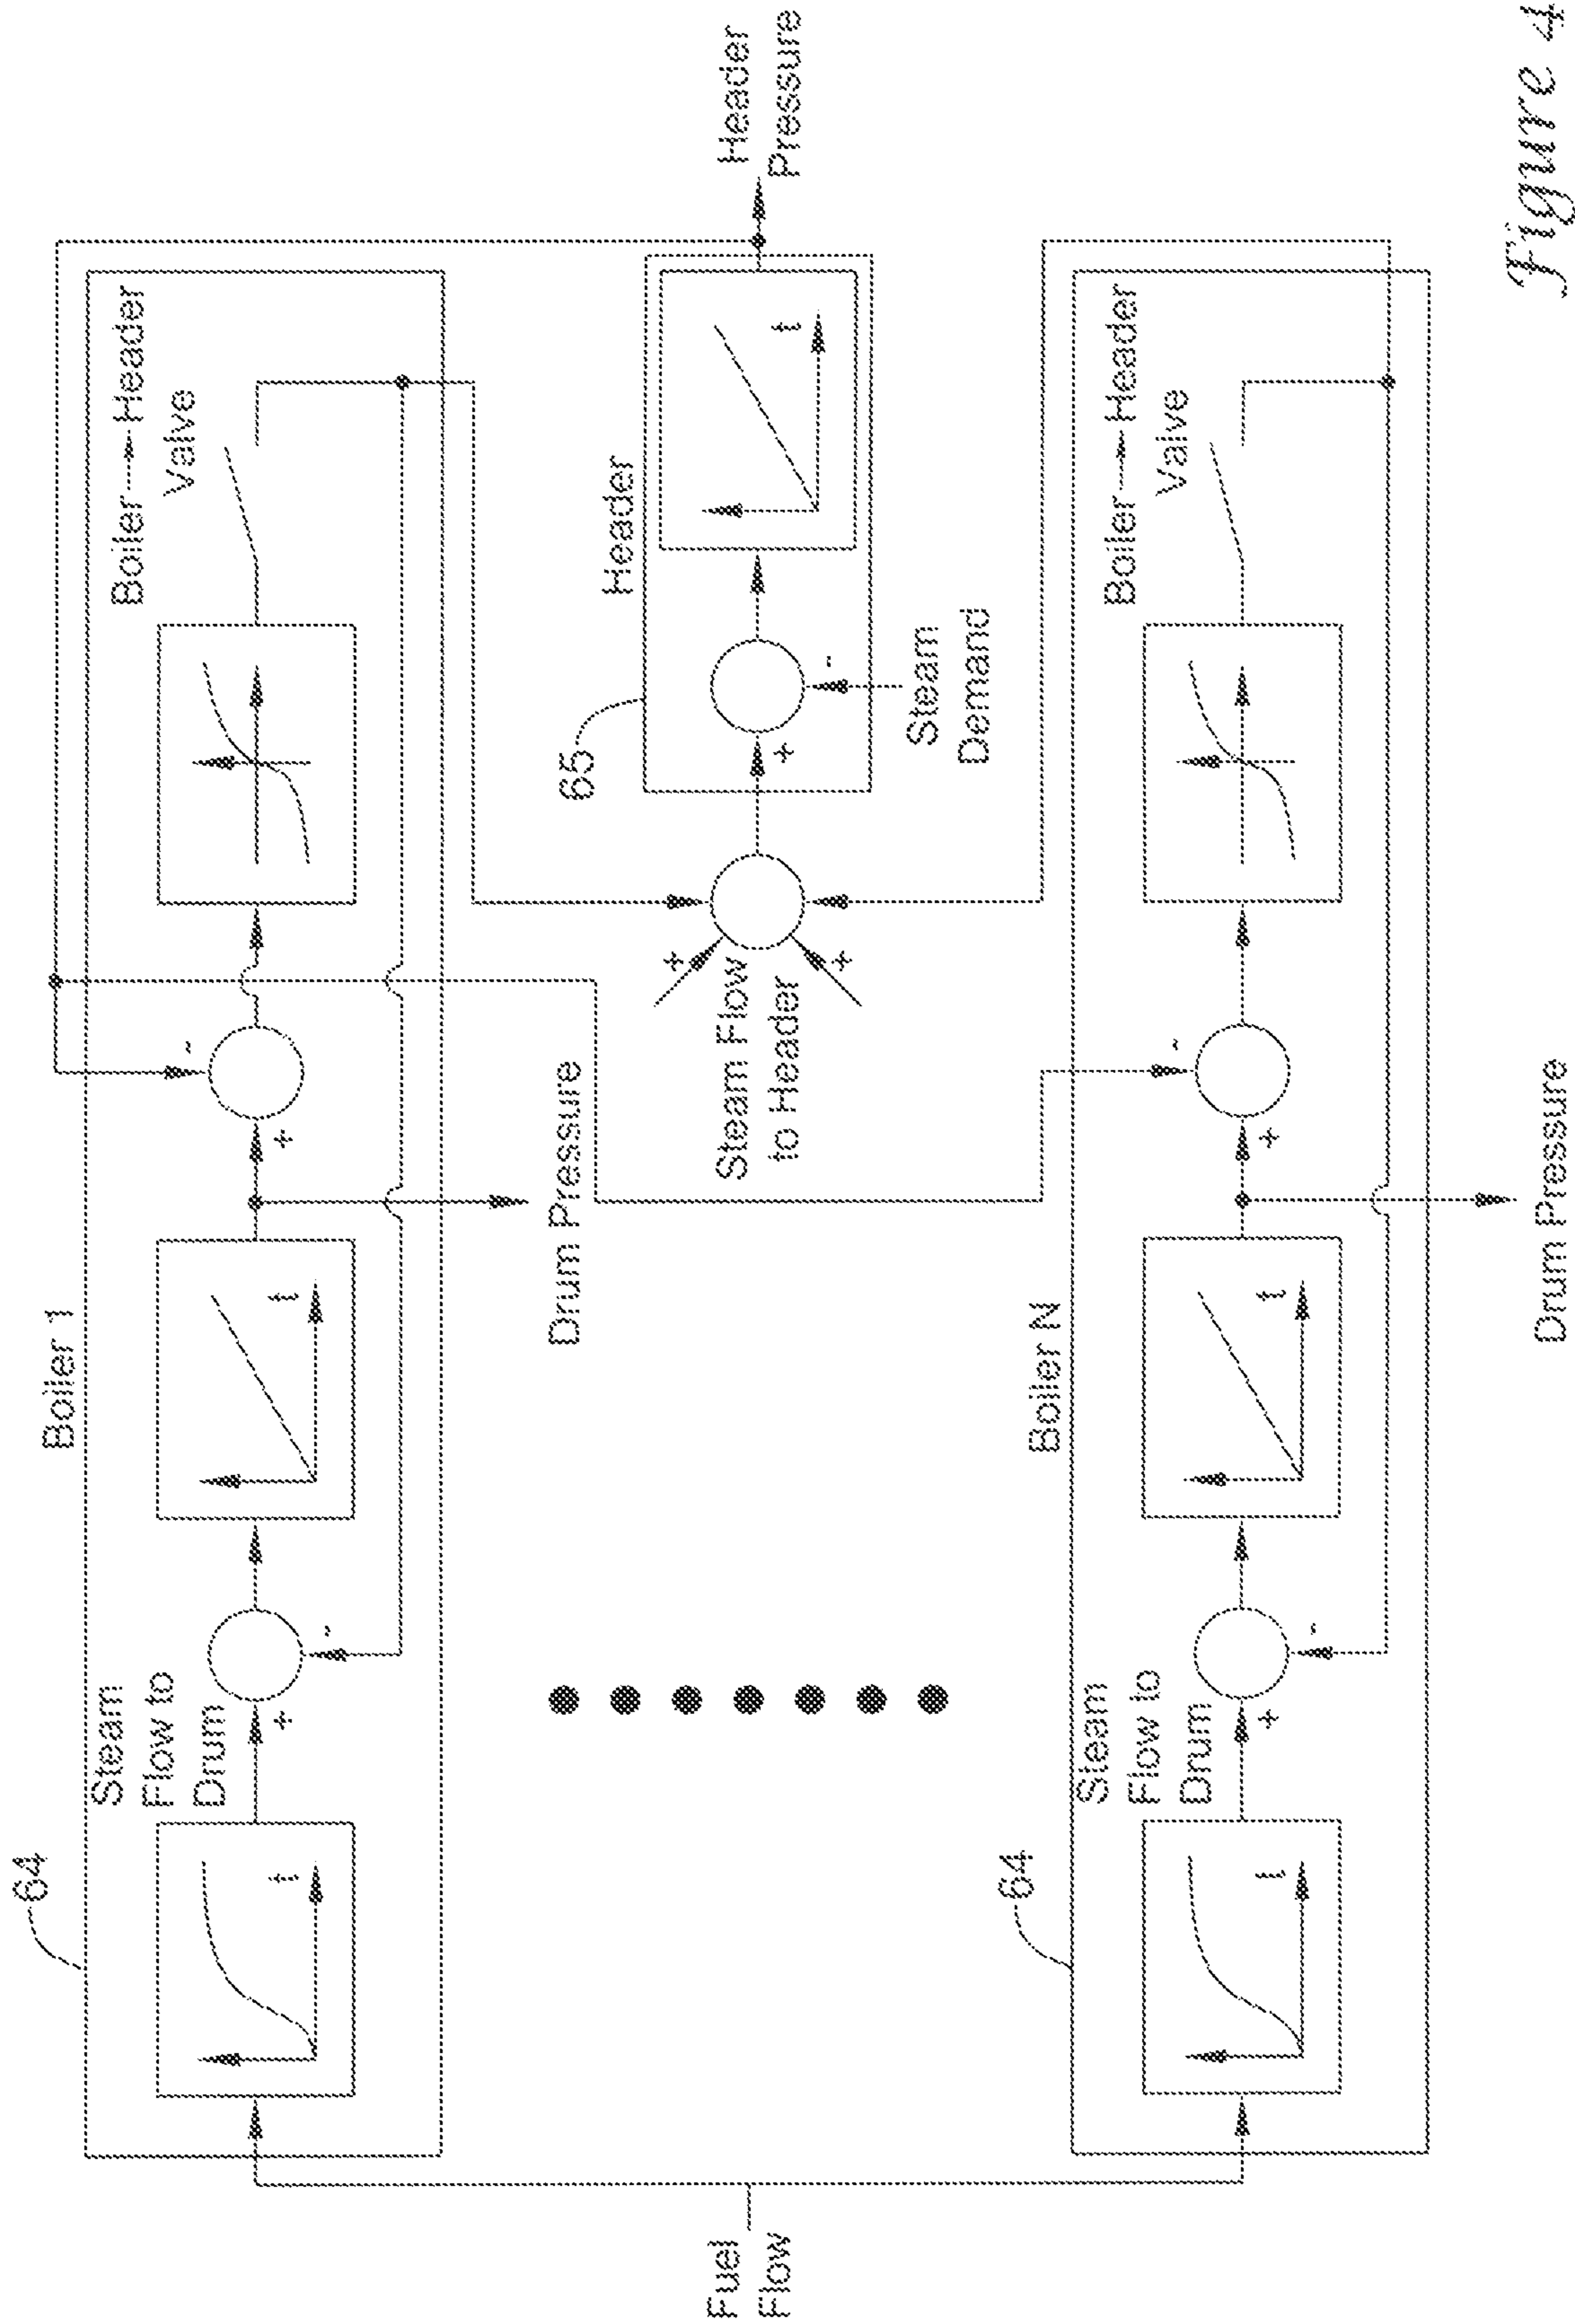 Fuel
Flow
64
Boiler 1
Steam
Flow to
Drum
+
-
t
t
Drum Pressure
+
-
Boiler → Header
Valve
+
+
Steam Flow
to Header
65
Header
+
-
Steam
Demand
t
Header
Pressure
64
Boiler N
Steam
Flow to
Drum
+
-
t
t
Drum Pressure
+
-
Boiler → Header
Valve
Figure 4